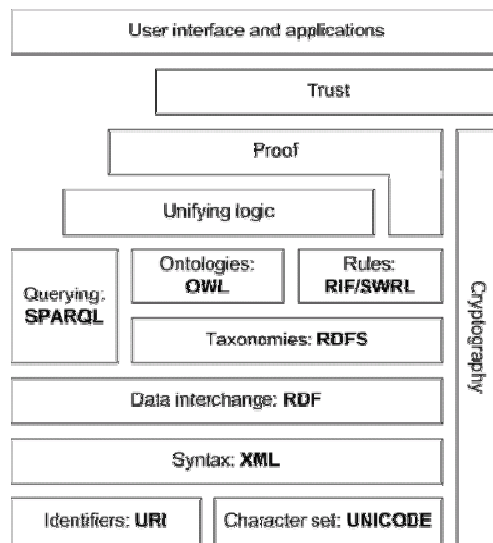 User interface and applications
Trust
Proof
Unifying logic
Querying:
SPARQL
Ontologies:
OWL
Rules:
RIF/SWRL
Taxonomies: RDFS
Cryptography
Data interchange: RDF
Syntax: XML
Identifiers: URI
Character set: UNICODE